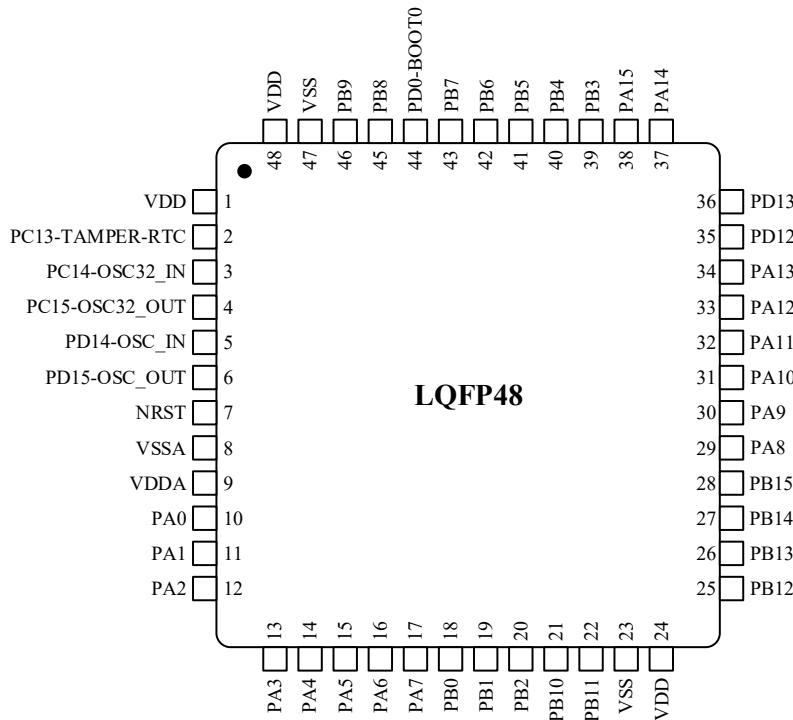 VDD
VSS
PB9
PB8
PD0-BOOT0
PB7
PB6
PB5
PB4
PB3
PA15
PA14
48
47
46
45
44
43
42
41
40
39
38
37
VDD 1
PC13-TAMPER-RTC 2
PC14-OSC32_IN 3
PC15-OSC32_OUT 4
PD14-OSC_IN 5
PD15-OSC_OUT 6
NRST 7
VSSA 8
VDDA 9
PA0 10
PA1 11
PA2 12
LQFP48
36 PD13
35 PD12
34 PA13
33 PA12
32 PA11
31 PA10
30 PA9
29 PA8
28 PB15
27 PB14
26 PB13
25 PB12
13
14
15
16
17
18
19
20
21
22
23
24
PA3
PA4
PA5
PA6
PA7
PB0
PB1
PB2
PB10
PB11
VSS
VDD